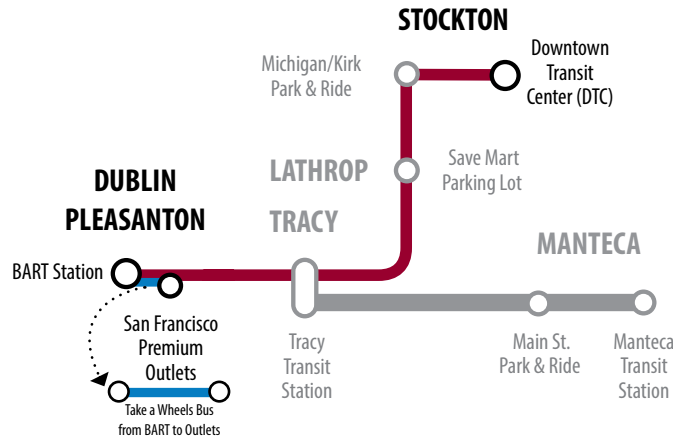 STOCKTON
Michigan/Kirk
Park & Ride
Downtown
Transit
Center (DTC)
LATHROP
Save Mart
Parking Lot
DUBLIN
PLEASANTON
TRACY
MANTECA
BART Station
San Francisco
Premium
Outlets
Tracy
Transit
Station
Main St.
Park & Ride
Manteca
Transit
Station
Take a Wheels Bus
from BART to Outlets